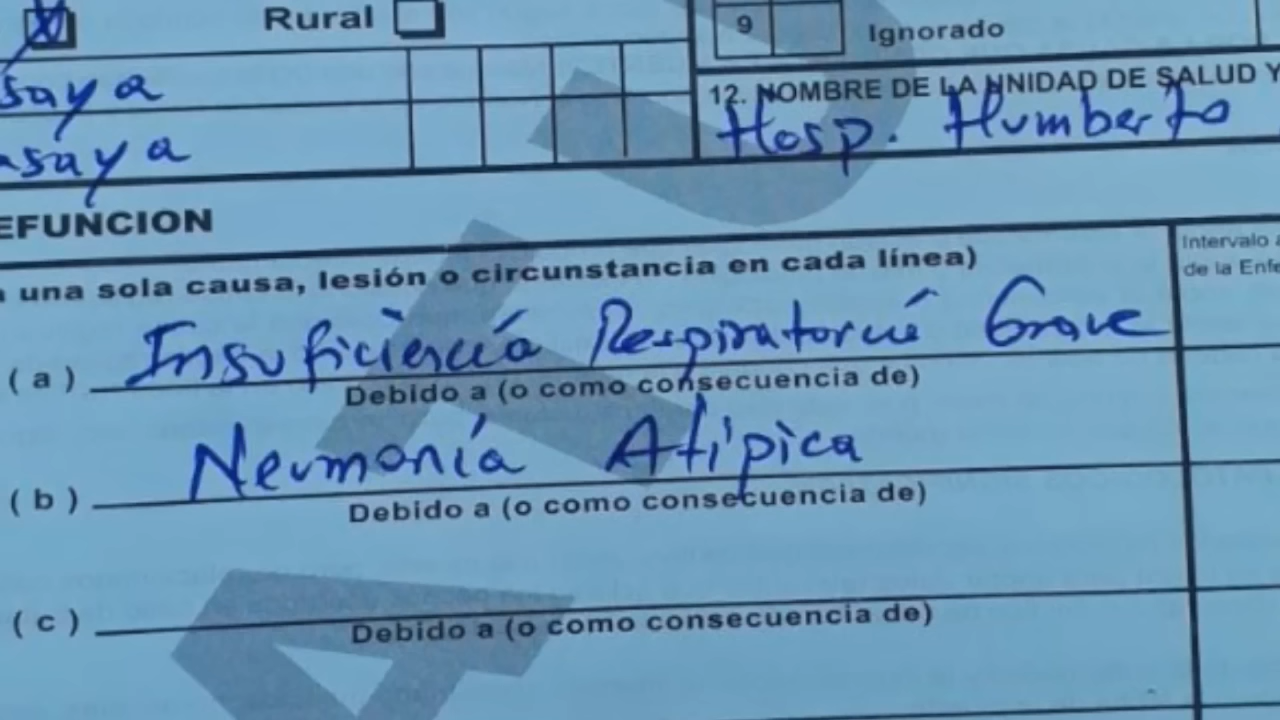 Rural
9
Ignorado
saya
12. NOMBRE DE LA UNIDAD DE SALUD Y
Hosp. Humberto
asaya
EFUNCION
una sola causa, lesión o circunstancia en cada línea)
Intervalo a
de la Enfe
(a) Insuficiencia Respiratoria Grave
Debido a (o como consecuencia de)
(b) Neumonía Atípica
Debido a (o como consecuencia de)
(c)
Debido a (o como consecuencia de)